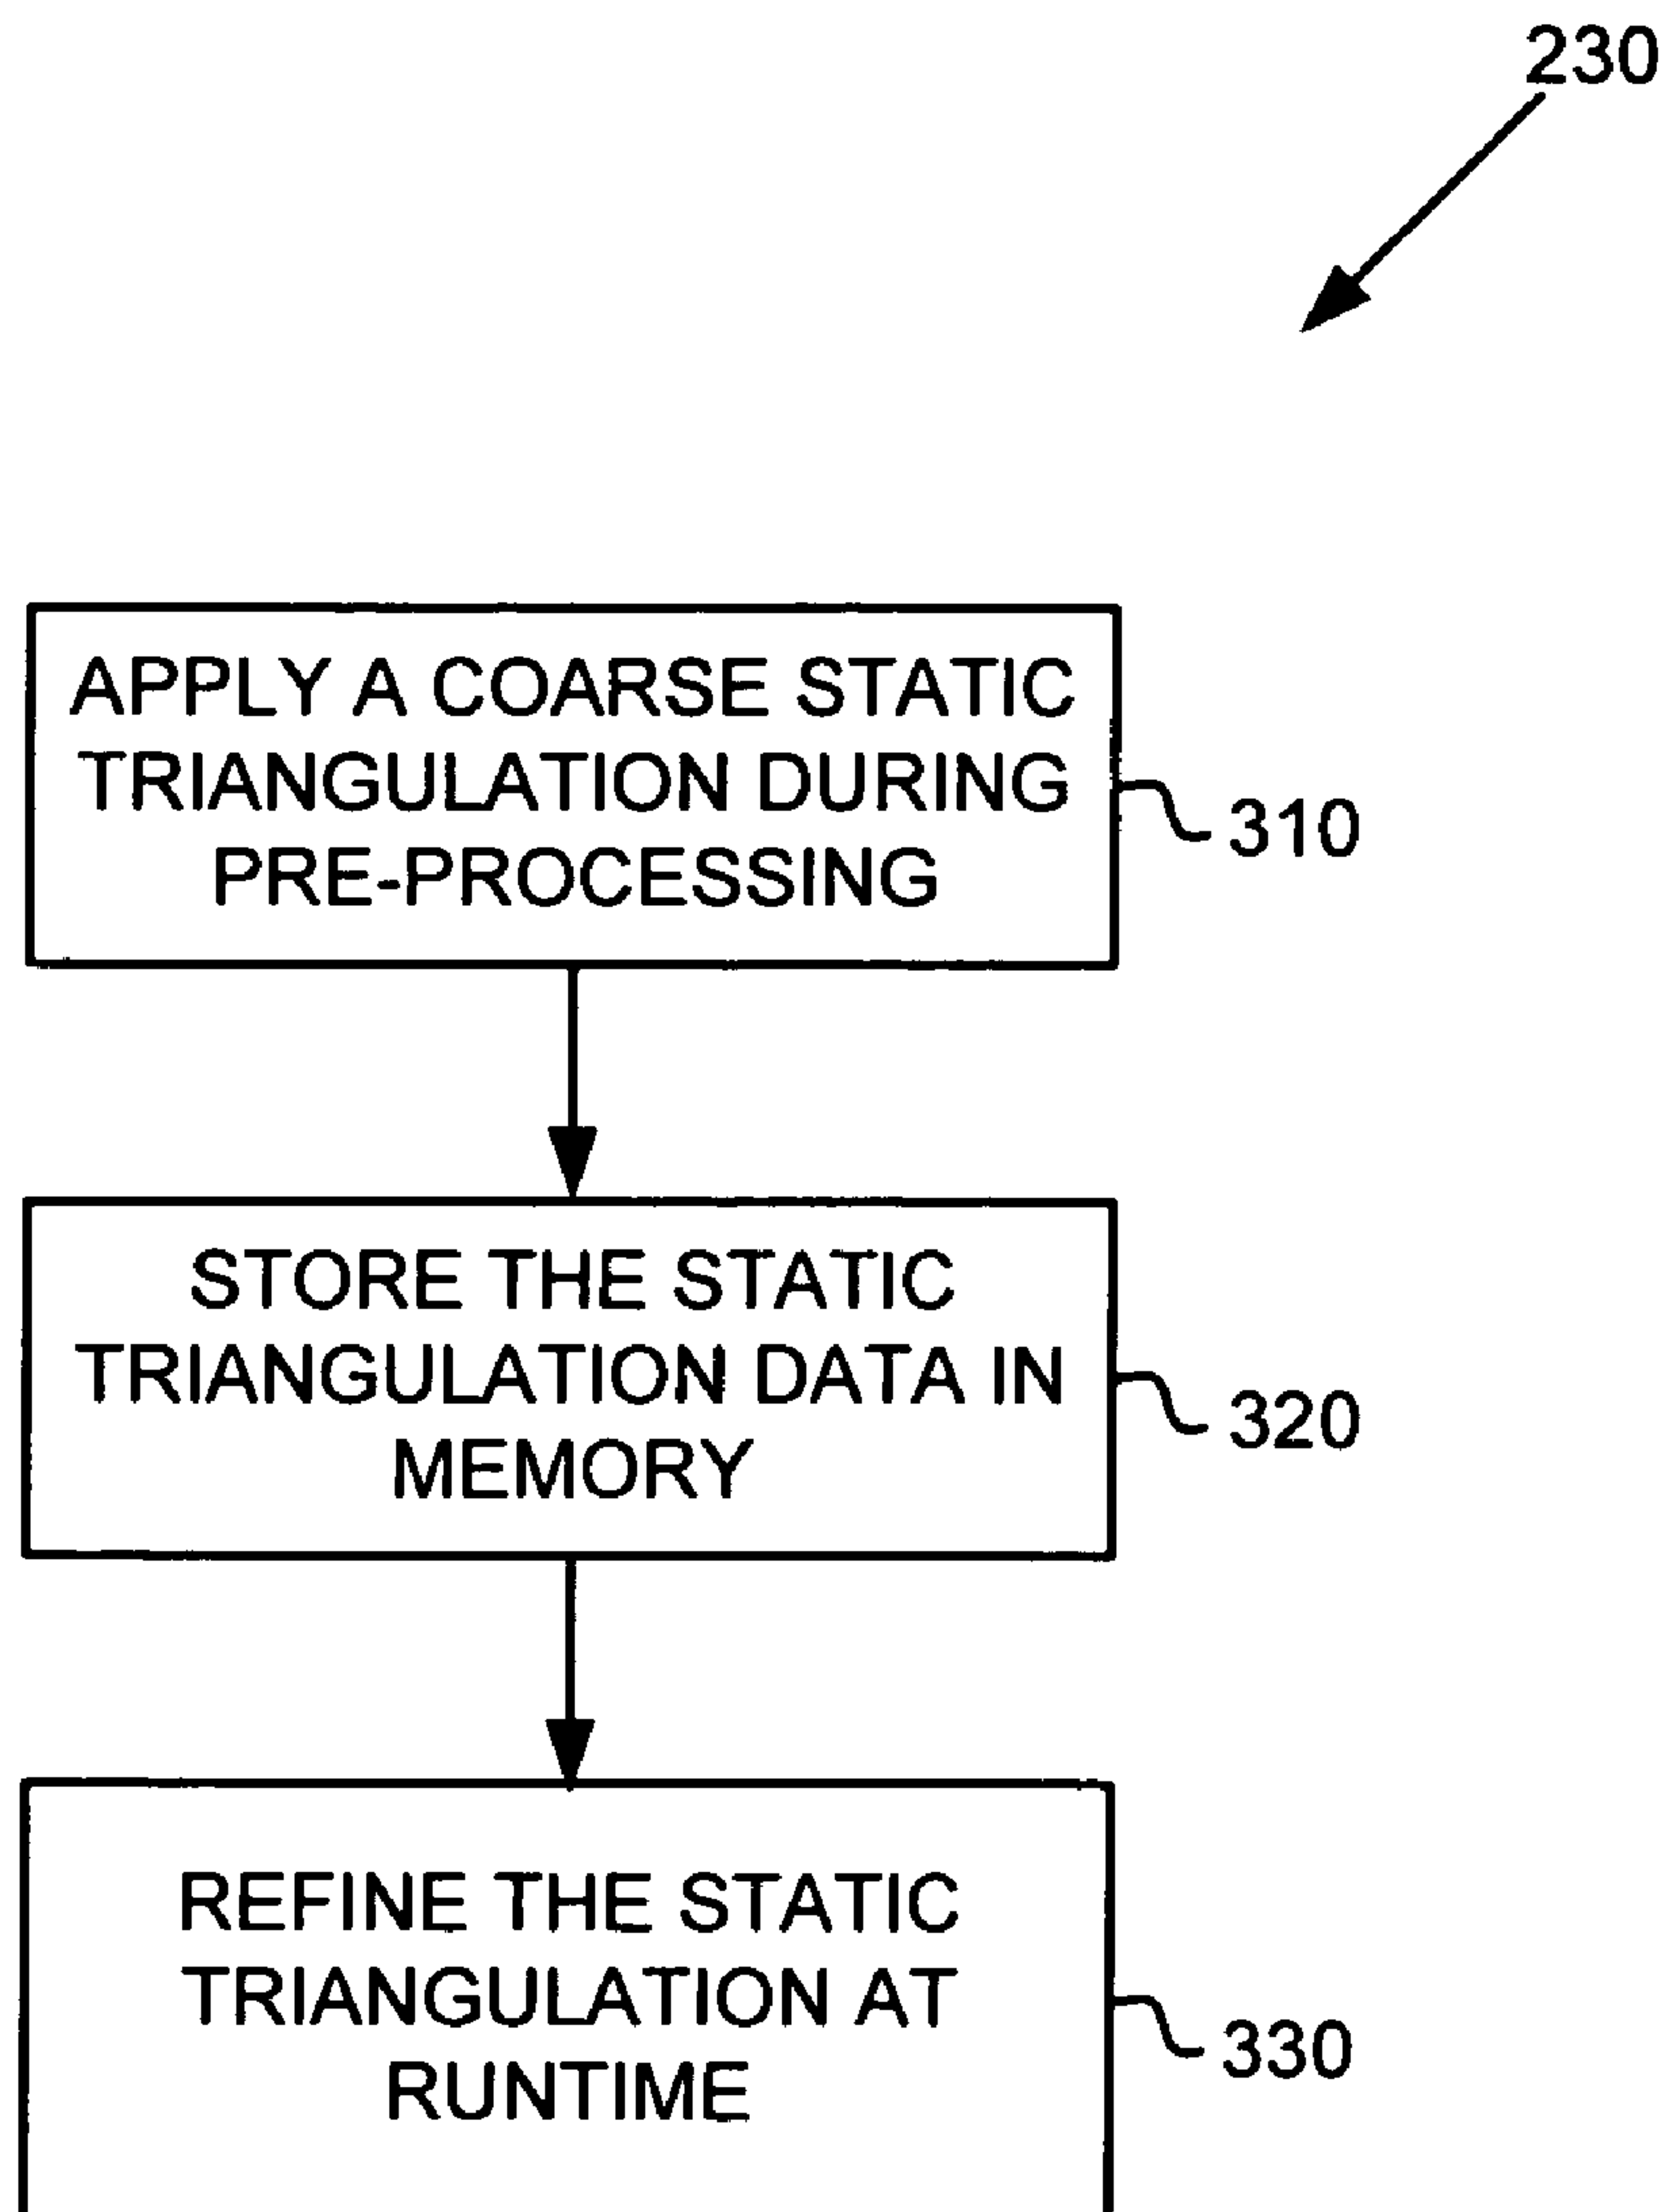 230
APPLY A COARSE STATIC
TRIANGULATION DURING
PRE-PROCESSING
310
STORE THE STATIC
TRIANGULATION DATA IN
MEMORY
320
REFINE THE STATIC
TRIANGULATION AT
RUNTIME
330